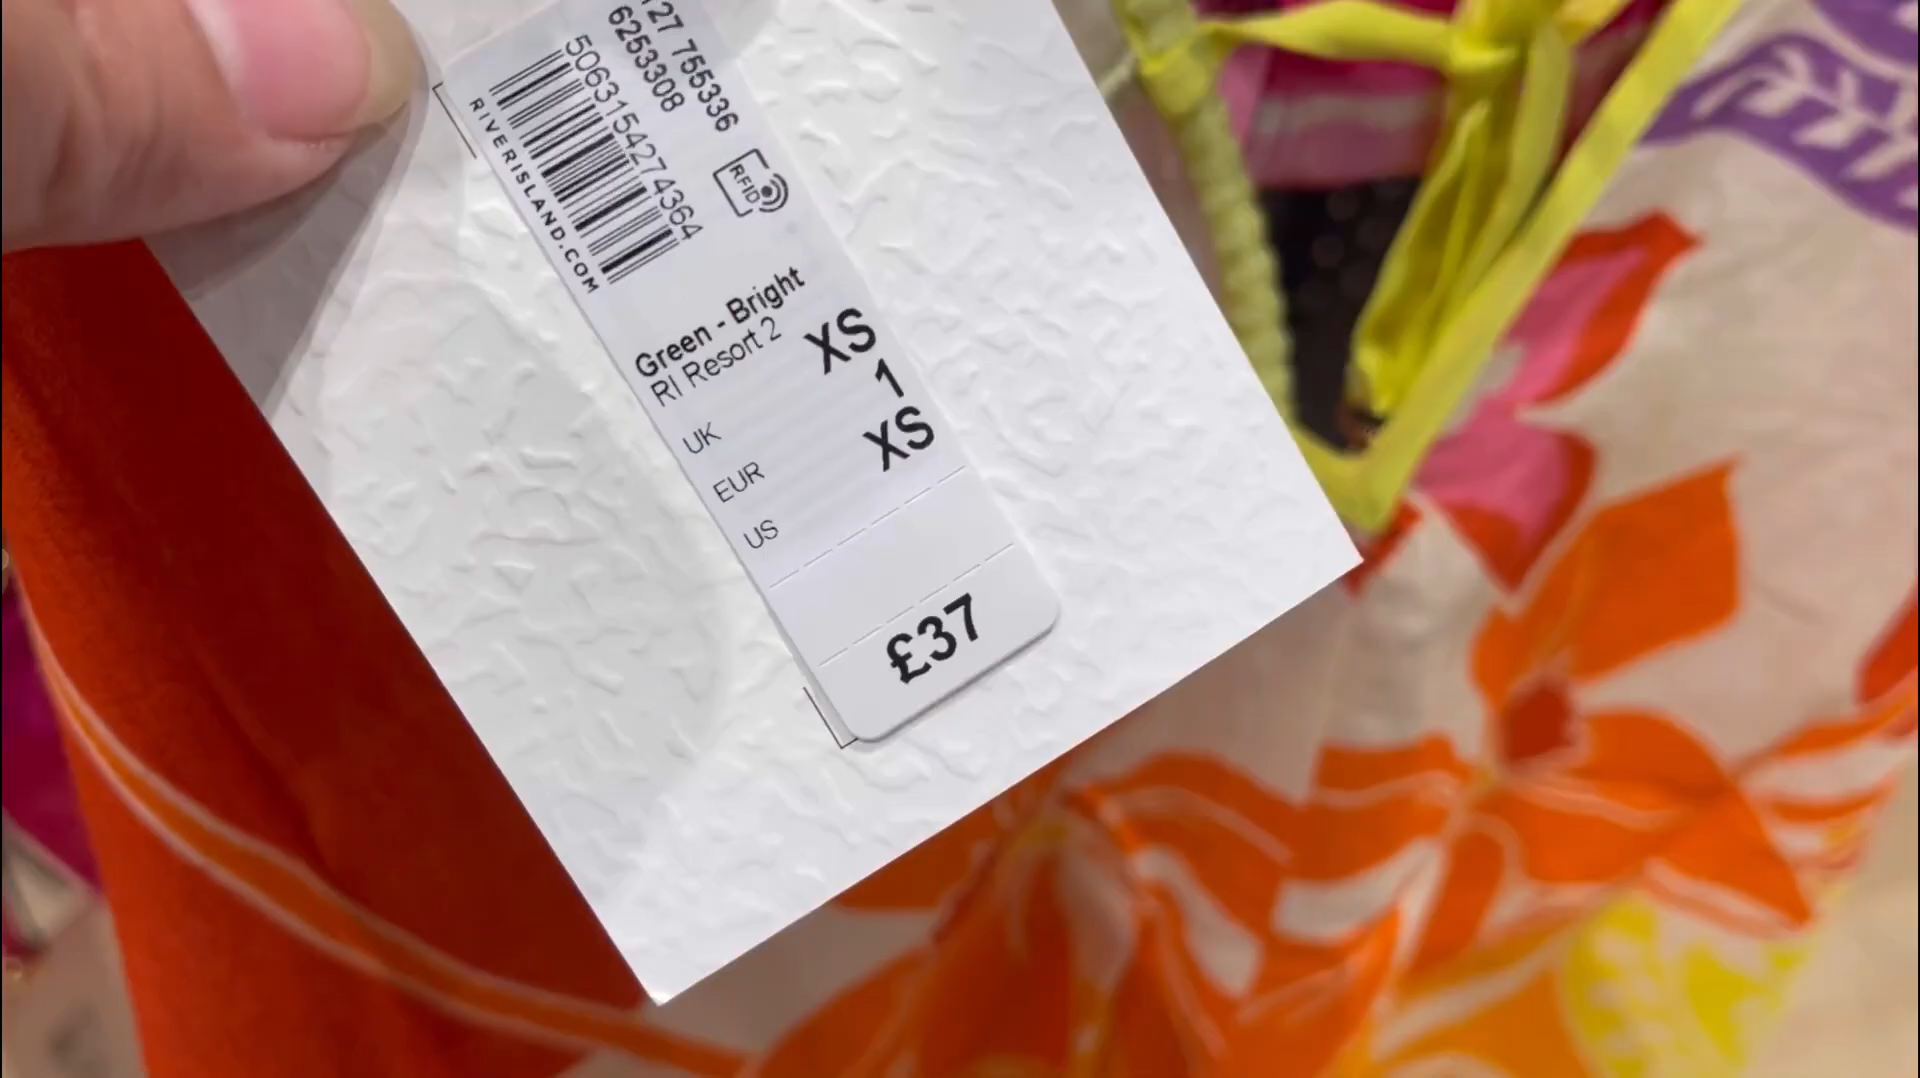 127 755336
6253308
5063154274364
RIVERISLAND.COM
RFID
Green - Bright
RI Resort 2
UK XS
EUR 1
US XS
£37